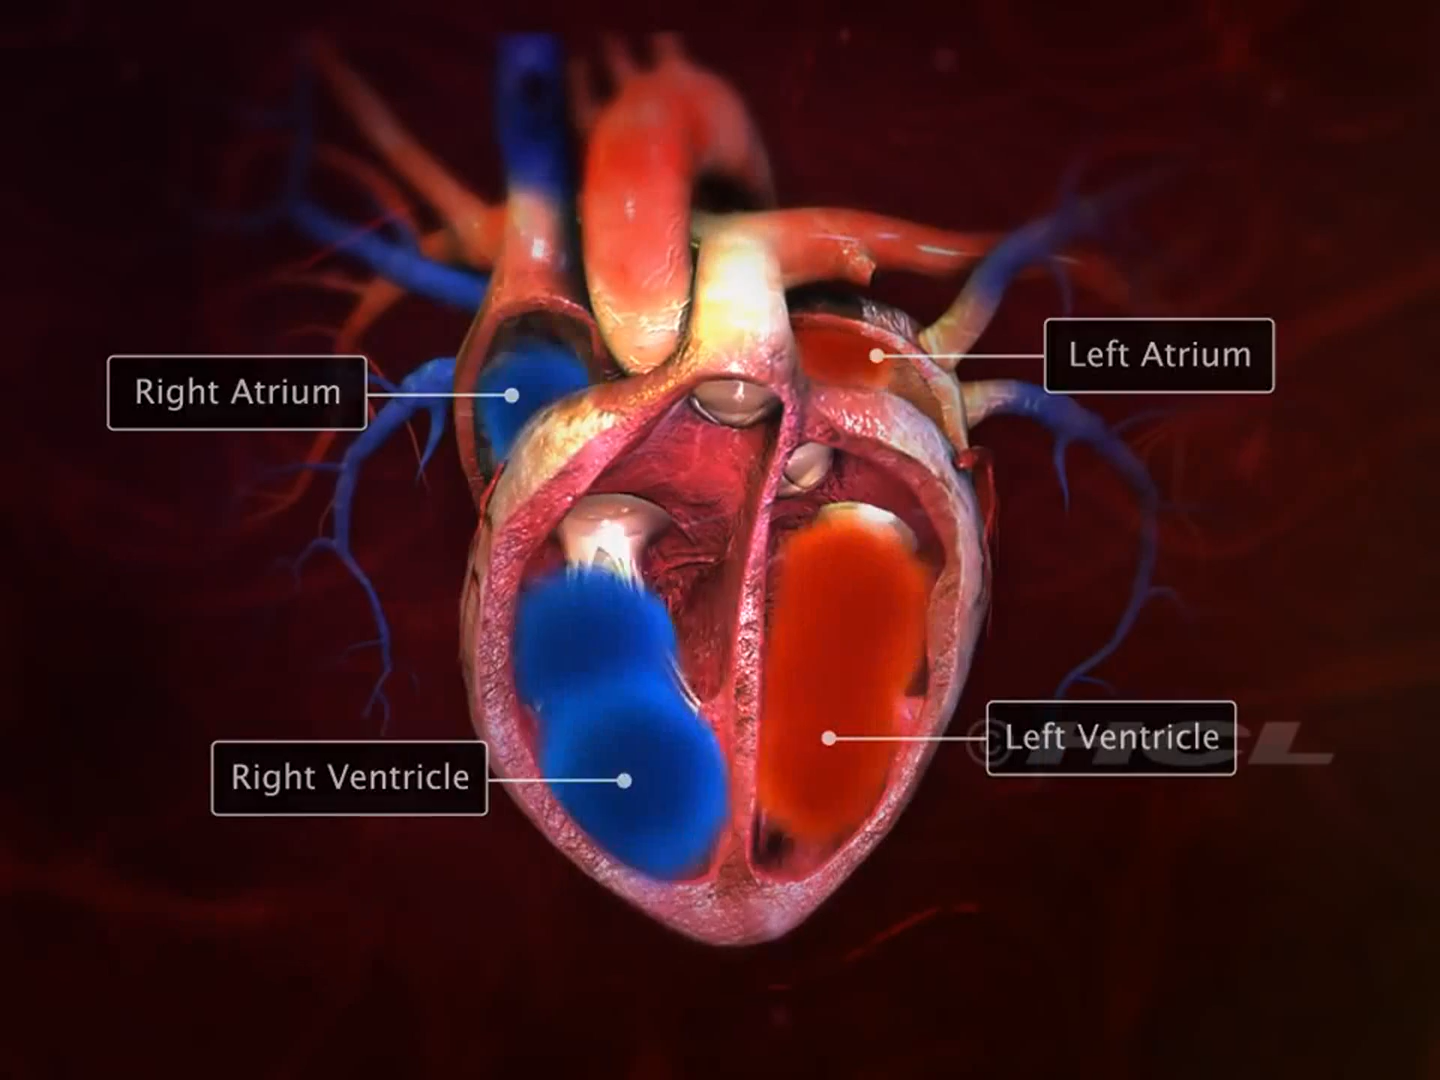 Left Atrium
Right Atrium
Left Ventricle
Right Ventricle